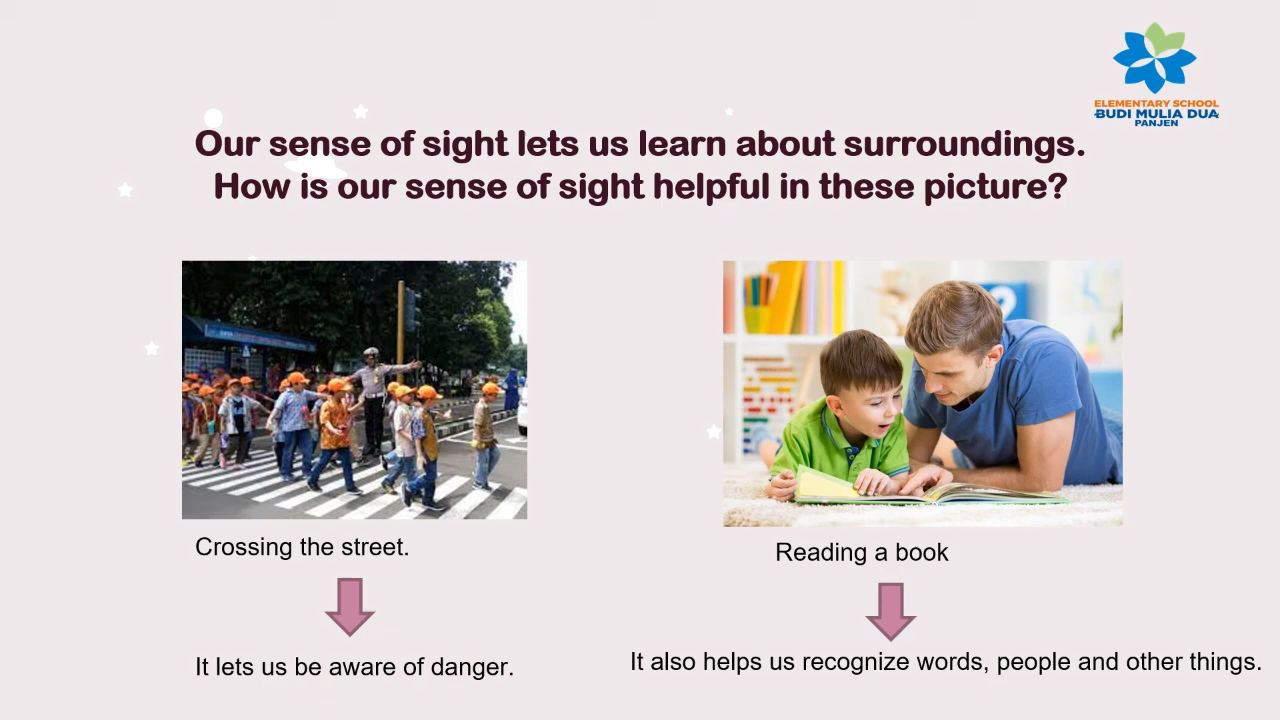 ELEMENTARY SCHOOL
BUDI MULIA DUA
PANJEN
Our sense of sight lets us learn about surroundings.
How is our sense of sight helpful in these picture?
Crossing the street.
Reading a book
It lets us be aware of danger.
It also helps us recognize words, people and other things.